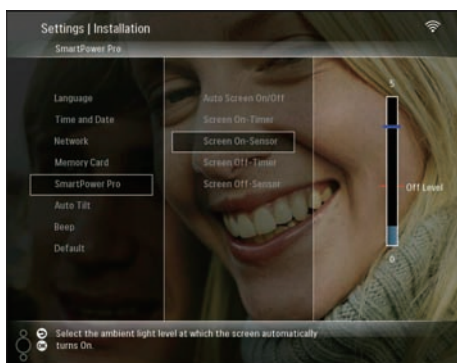 Settings | Installation
SmartPower Pro
Language
Time and Date
Network
Memory Card
SmartPower Pro
Auto Tilt
Beep
Default
Auto Screen On/Off
Screen On-Timer
Screen On-Sensor
Screen Off-Timer
Screen Off-Sensor
5
Off Level
0
Select the ambient light level at which the screen automatically
OK turns On.